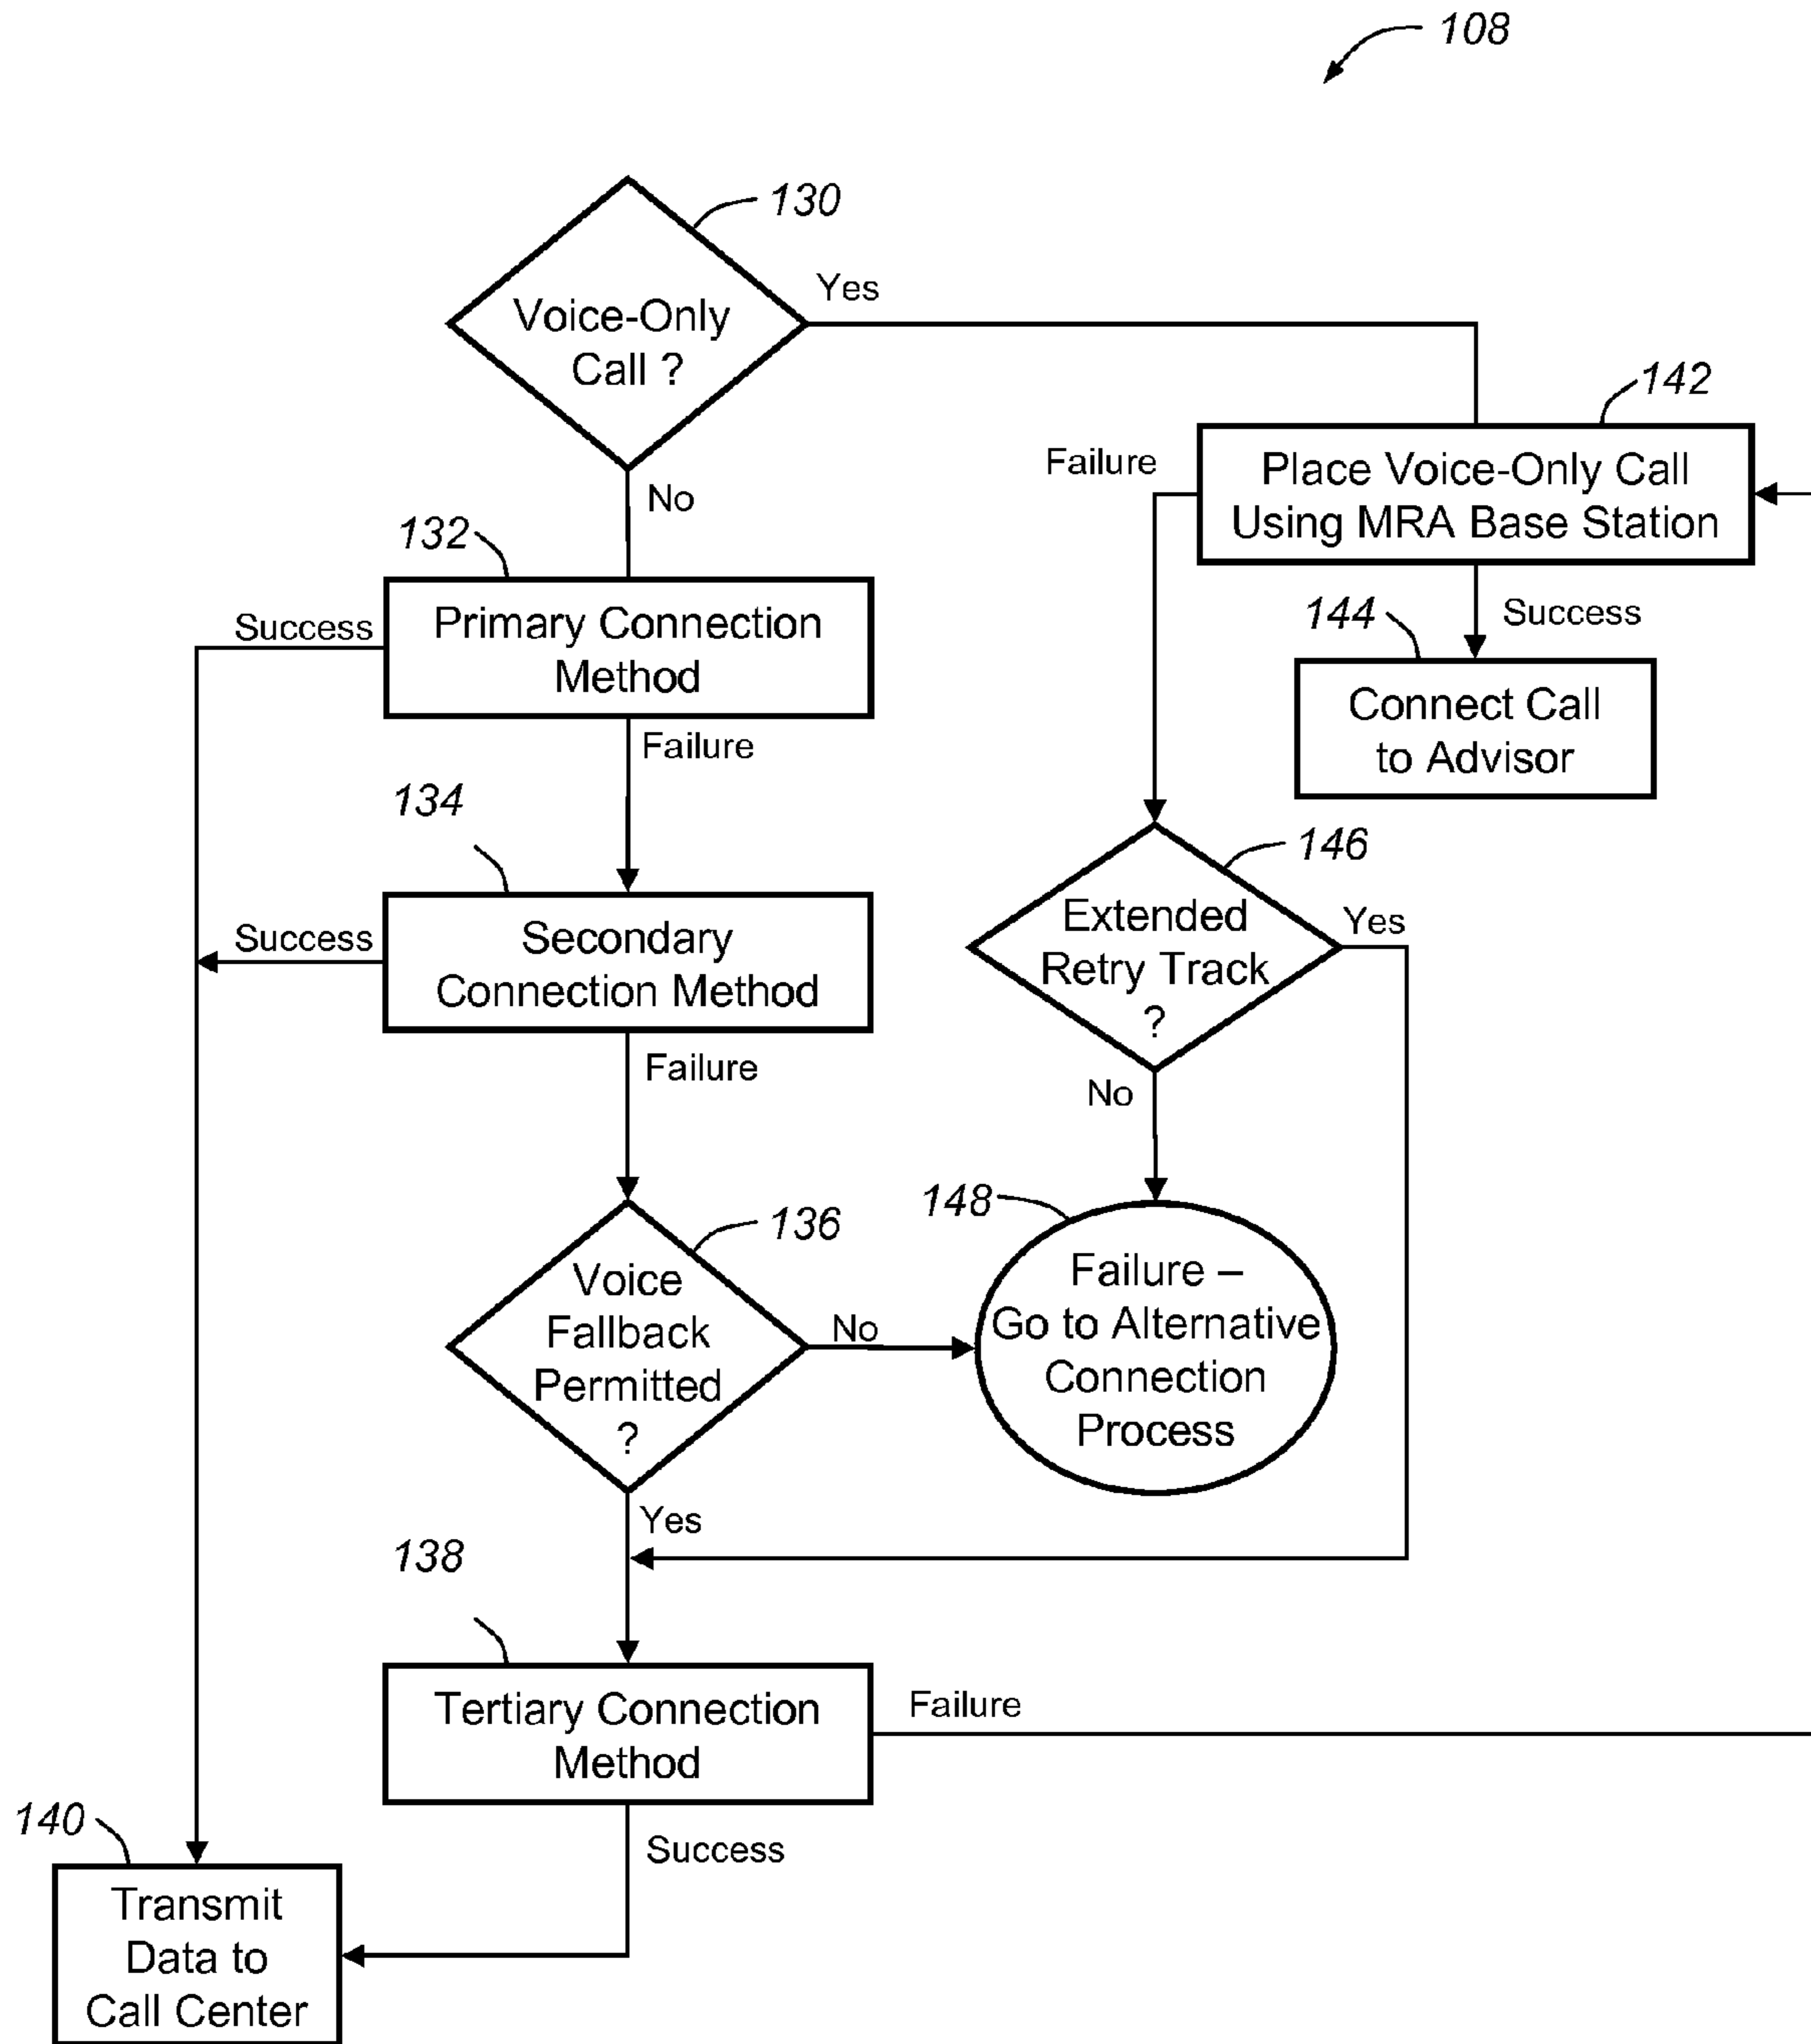 108
130
Voice-Only
Call ?
Yes
No
142
Failure
Place Voice-Only Call
Using MRA Base Station
132
Success
Primary Connection
Method
144
Success
Connect Call
to Advisor
Failure
134
Success
Secondary
Connection Method
146
Extended
Retry Track
?
Yes
No
Failure
136
Voice
Fallback
Permitted
?
No
148
Failure –
Go to Alternative
Connection
Process
Yes
138
Tertiary Connection
Method
Failure
Success
140
Transmit
Data to
Call Center